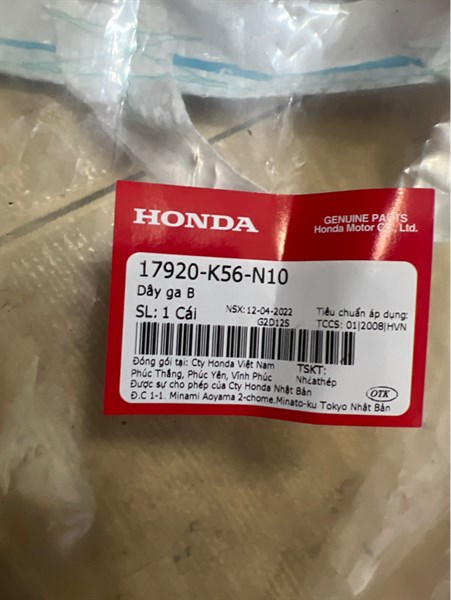 HONDA
GENUINE PARTS
Honda Motor Co., Ltd.
17920-K56-N10
Dây ga B
SL: 1 Cái
NSX: 12-04-2022
G2D12S
Tiêu chuẩn áp dụng:
TCCS: 01|2008|HVN
Đóng gói tại: Cty Honda Việt Nam
Phúc Thắng, Phúc Yên, Vĩnh Phúc
TSKT:
Được sự cho phép của Cty Honda Nhật Bản
Đ.C 1-1. Minami Aoyama 2-chome.Minato-ku Tokyo Nhật Bản
OTK